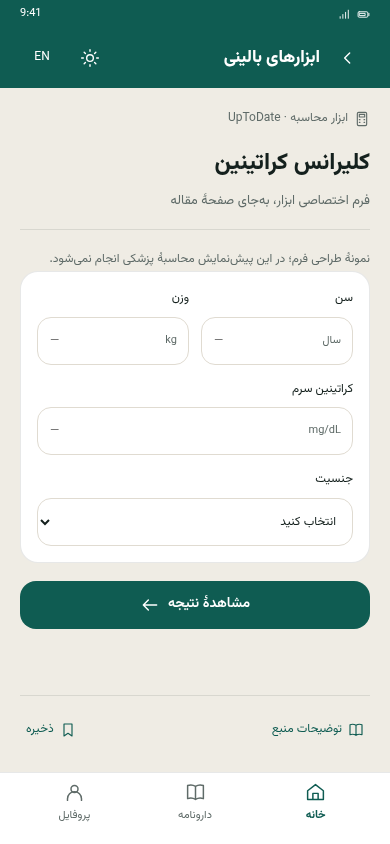 9:41
ابزارهای بالینی
EN
ابزار محاسبه · UpToDate
کلیرانس کراتینین
فرم اختصاصی ابزار، به‌جای صفحهٔ مقاله
نمونهٔ طراحی فرم؛ در این پیش‌نمایش محاسبهٔ پزشکی انجام نمی‌شود.
سن
وزن
سال —
kg —
کراتینین سرم
mg/dL —
جنسیت
انتخاب کنید
مشاهدهٔ نتیجه
توضیحات منبع
ذخیره
خانه
دارونامه
پروفایل